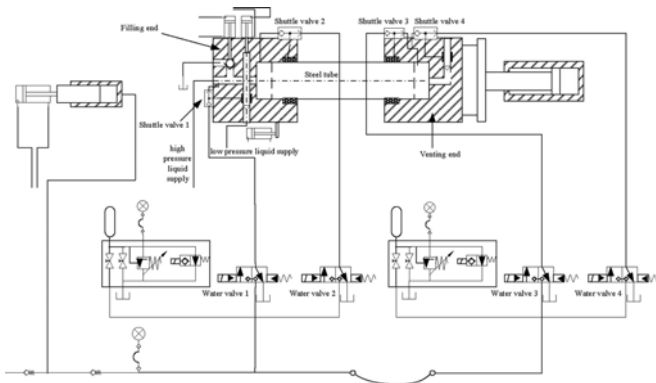 Filling end
Shuttle valve 2
Shuttle valve 3
Shuttle valve 4
Steel tube
Shuttle valve 1
high
pressure
liquid
supply
low pressure liquid supply
Venting end
Water valve 1
Water valve 2
Water valve 3
Water valve 4